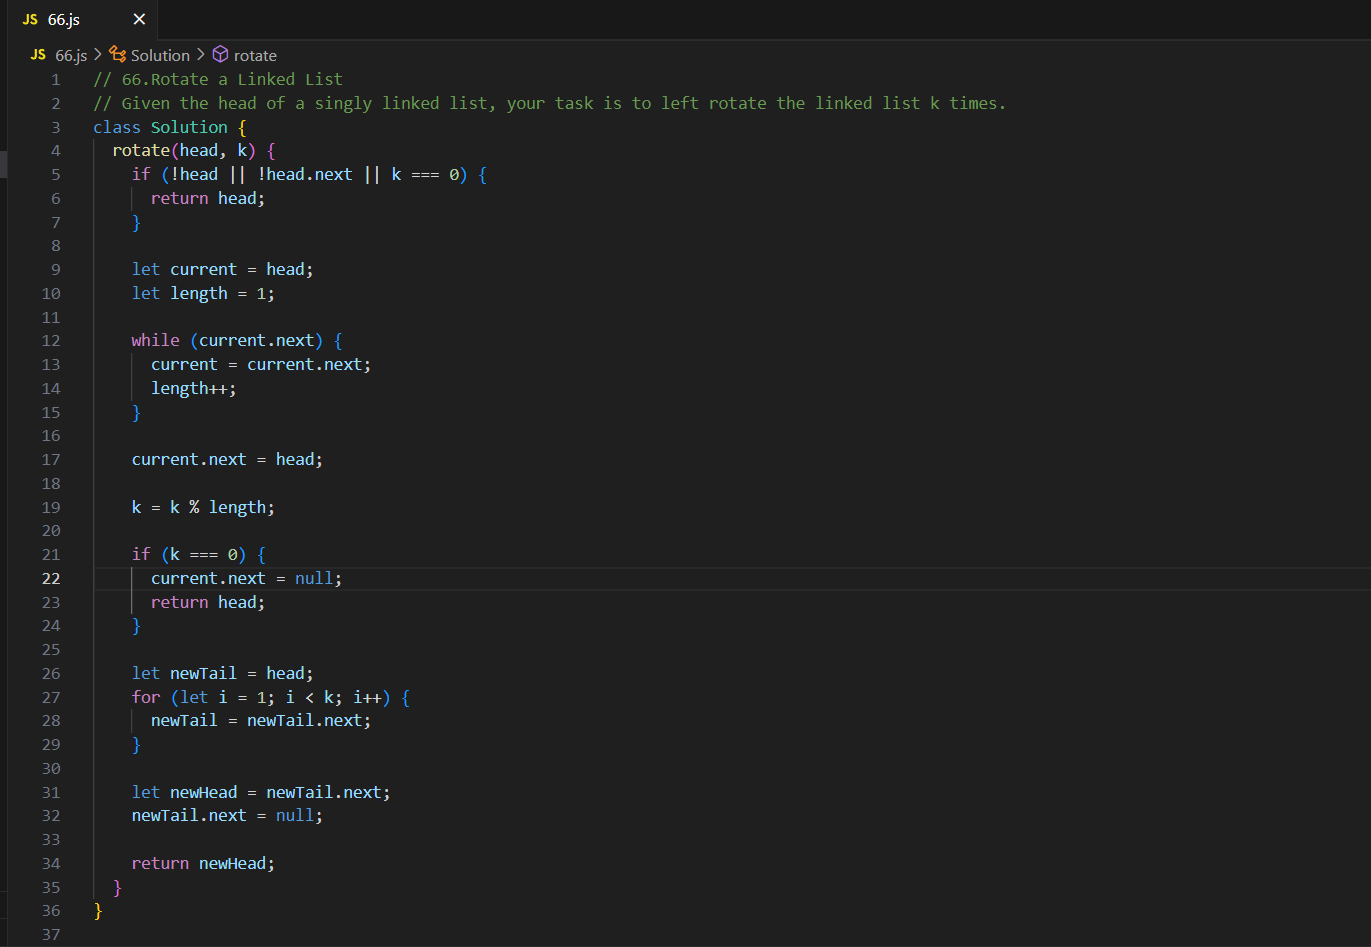 JS 66.js ×
JS 66.js > Solution > rotate
1 // 66.Rotate a Linked List
2 // Given the head of a singly linked list, your task is to left rotate the linked list k times.
3 class Solution {
4   rotate(head, k) {
5     if (!head || !head.next || k === 0) {
6       return head;
7     }
8
9     let current = head;
10     let length = 1;
11
12     while (current.next) {
13       current = current.next;
14       length++;
15     }
16
17     current.next = head;
18
19     k = k % length;
20
21     if (k === 0) {
22       current.next = null;
23       return head;
24     }
25
26     let newTail = head;
27     for (let i = 1; i < k; i++) {
28       newTail = newTail.next;
29     }
30
31     let newHead = newTail.next;
32     newTail.next = null;
33
34     return newHead;
35   }
36 }
37